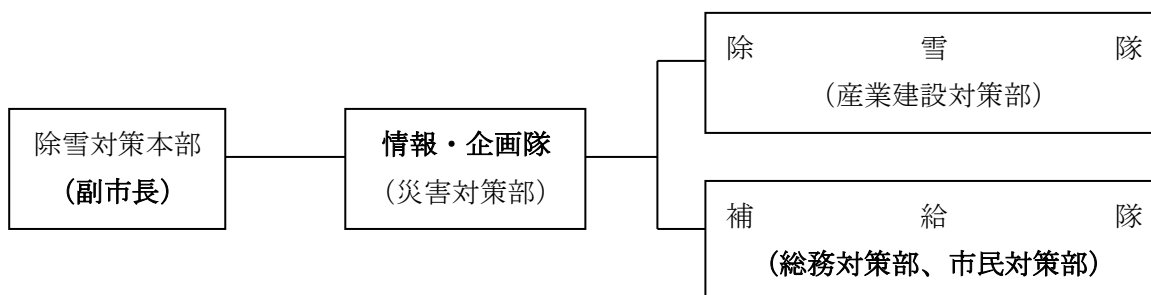 除雪対策本部
（副市長）
情報・企画隊
（災害対策部）
除雪隊
（産業建設対策部）
補給隊
（総務対策部、市民対策部）